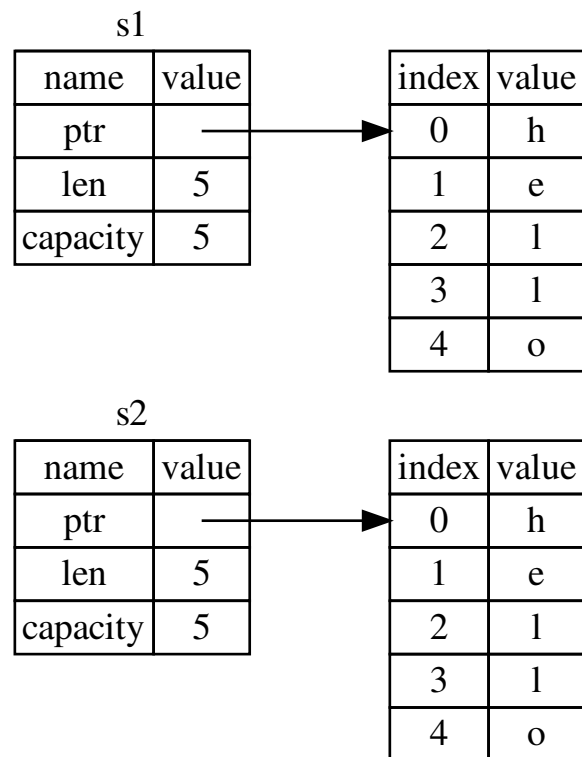 s1
name value
ptr
len 5
capacity 5
index value
0 h
1 e
2 l
3 l
4 o
s2
name value
ptr
len 5
capacity 5
index value
0 h
1 e
2 l
3 l
4 o